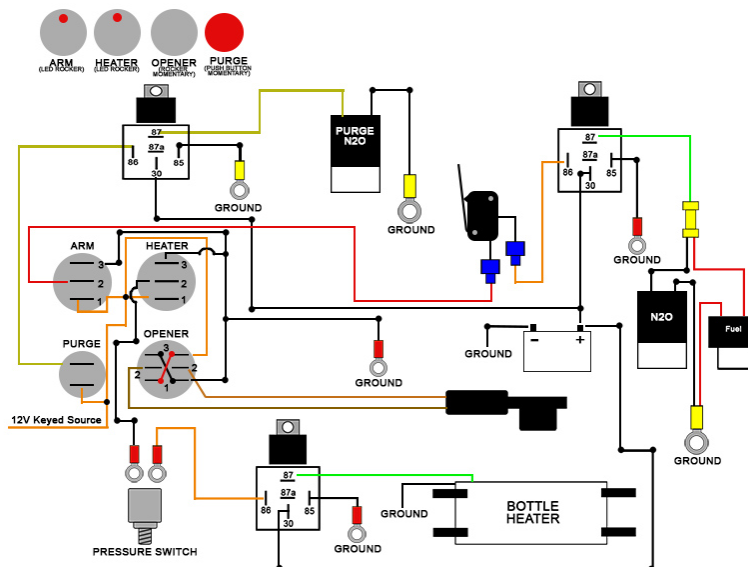 ARM
(LED ROCKER)
HEATER
(LED ROCKER)
OPENER
(ROCKER
MOMENTARY)
PURGE
(PUSH BUTTON
MOMENTARY)
87
87a
86
85
30
GROUND
PURGE
N2O
GROUND
87
87a
86
85
30
GROUND
ARM
3
2
1
HEATER
3
2
1
PURGE
OPENER
3
2
2
1
12V Keyed Source
GROUND
GROUND
-
+
N2O
Fuel
GROUND
PRESSURE SWITCH
87
87a
86
85
30
GROUND
GROUND
BOTTLE
HEATER